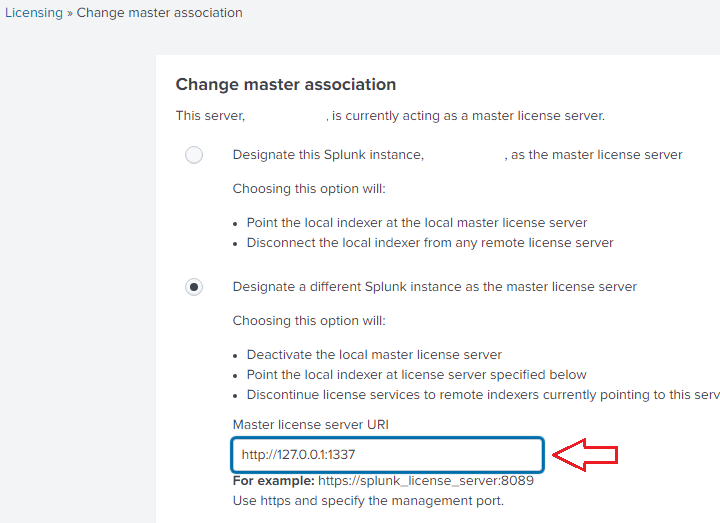 Licensing » Change master association
Change master association
This server, , is currently acting as a master license server.
Designate this Splunk instance, , as the master license server
Choosing this option will:
• Point the local indexer at the local master license server
• Disconnect the local indexer from any remote license server
Designate a different Splunk instance as the master license server
Choosing this option will:
• Deactivate the local master license server
• Point the local indexer at license server specified below
• Discontinue license services to remote indexers currently pointing to this serv
Master license server URI
http://127.0.0.1:1337
For example: https://splunk_license_server:8089
Use https and specify the management port.